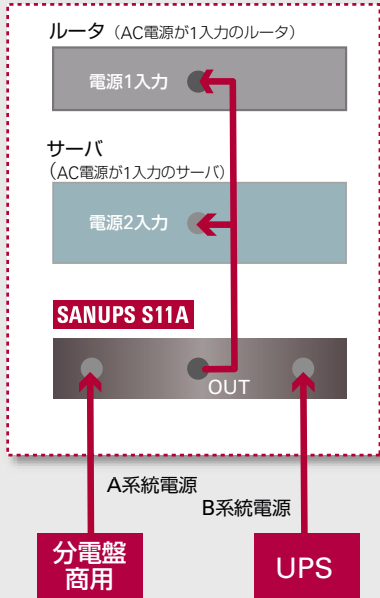 ルータ（AC電源が1入力のルータ）
電源1入力
サーバ
（AC電源が1入力のサーバ）
電源2入力
SANUPS S11A
OUT
A系統電源
B系統電源
分電盤
商用
UPS